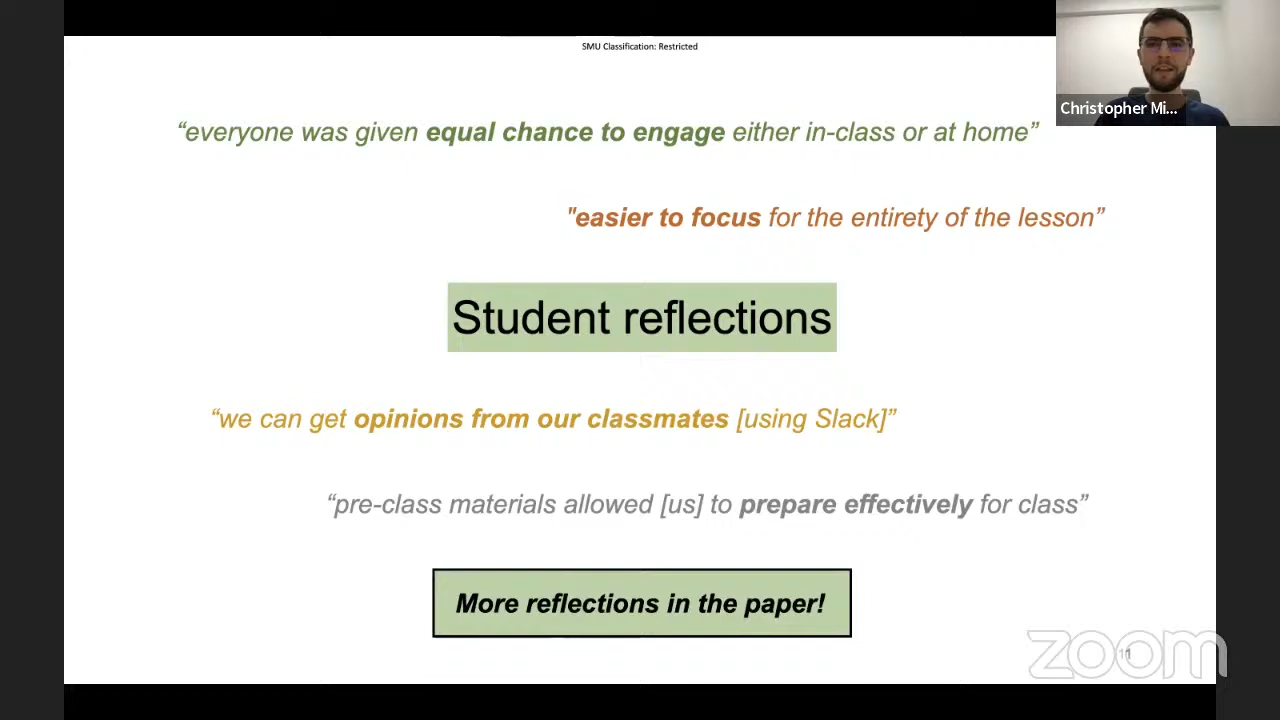 SMU Classification: Restricted
Christopher Mi...
“everyone was given equal chance to engage either in-class or at home”
"easier to focus for the entirety of the lesson”
Student reflections
“we can get opinions from our classmates [using Slack]”
“pre-class materials allowed [us] to prepare effectively for class”
More reflections in the paper!
zoom
11